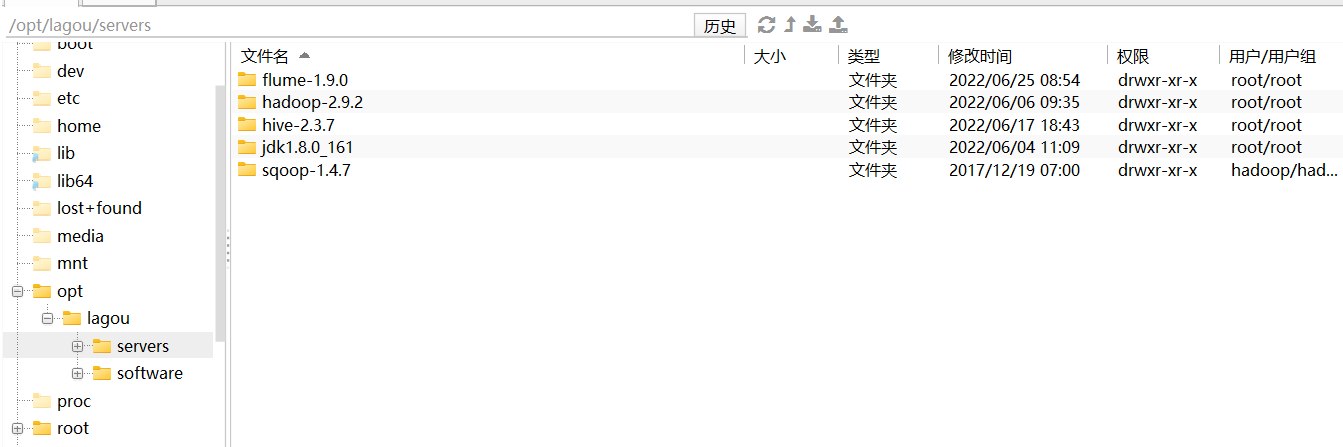 /opt/lagou/servers 历史
boot
dev
etc
home
lib
lib64
lost+found
media
mnt
opt
lagou
servers
software
proc
root
文件名 大小 类型 修改时间 权限 用户/用户组
flume-1.9.0 文件夹 2022/06/25 08:54 drwxr-xr-x root/root
hadoop-2.9.2 文件夹 2022/06/06 09:35 drwxr-xr-x root/root
hive-2.3.7 文件夹 2022/06/17 18:43 drwxr-xr-x root/root
jdk1.8.0_161 文件夹 2022/06/04 11:09 drwxr-xr-x root/root
sqoop-1.4.7 文件夹 2017/12/19 07:00 drwxr-xr-x hadoop/had...